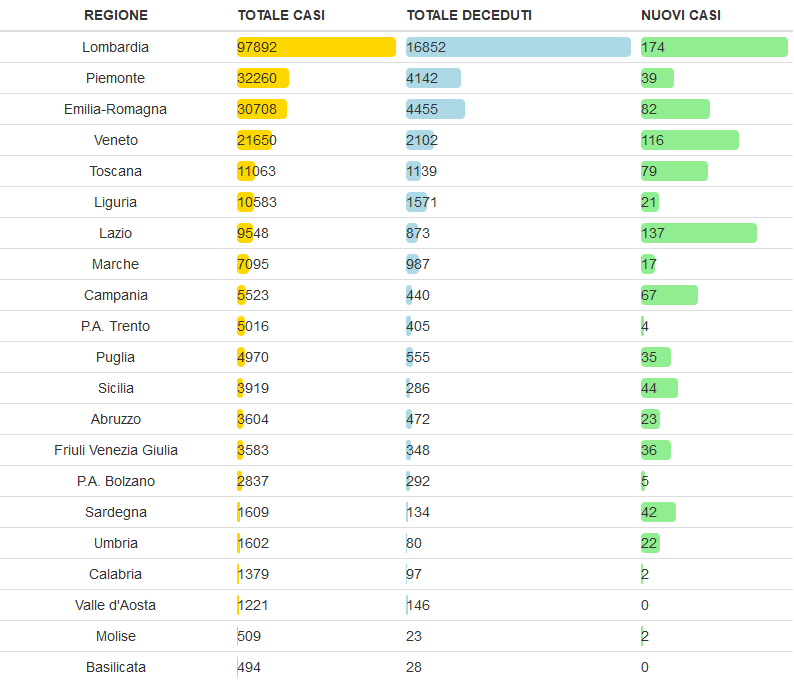 REGIONE TOTALE CASI TOTALE DECEDUTI NUOVI CASI
Lombardia 97892 16852 174
Piemonte 32260 4142 39
Emilia-Romagna 30708 4455 82
Veneto 21650 2102 116
Toscana 11063 1139 79
Liguria 10583 1571 21
Lazio 9548 873 137
Marche 7095 987 17
Campania 5523 440 67
P.A. Trento 5016 405 4
Puglia 4970 555 35
Sicilia 3919 286 44
Abruzzo 3604 472 23
Friuli Venezia Giulia 3583 348 36
P.A. Bolzano 2837 292 5
Sardegna 1609 134 42
Umbria 1602 80 22
Calabria 1379 97 2
Valle d'Aosta 1221 146 0
Molise 509 23 2
Basilicata 494 28 0